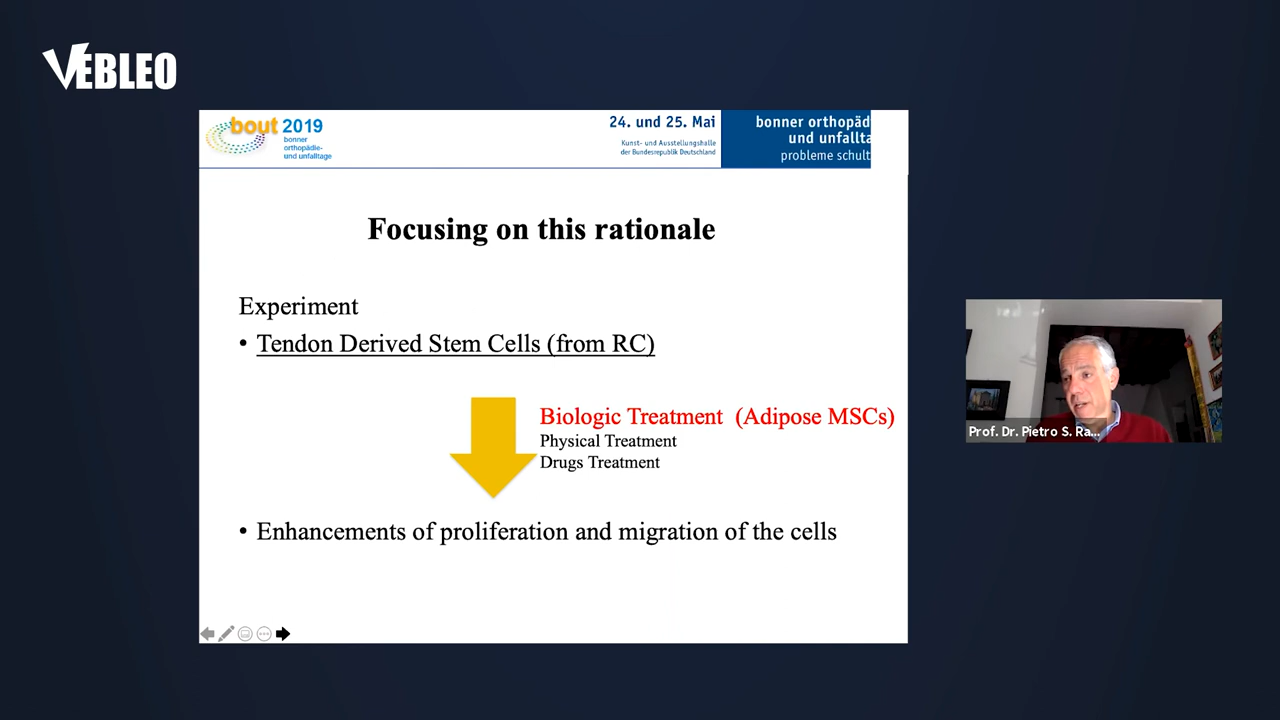 VEBLEO
bout 2019
bonner
orthopädie-
und unfalltage
24. und 25. Mai
Kunst- und Ausstellungshalle
der Bundesrepublik Deutschland
bonner orthopäd
und unfallta
probleme schult
Focusing on this rationale
Experiment
• Tendon Derived Stem Cells (from RC)
Biologic Treatment (Adipose MSCs)
Physical Treatment
Drugs Treatment
• Enhancements of proliferation and migration of the cells
Prof. Dr. Pietro S. Ra...